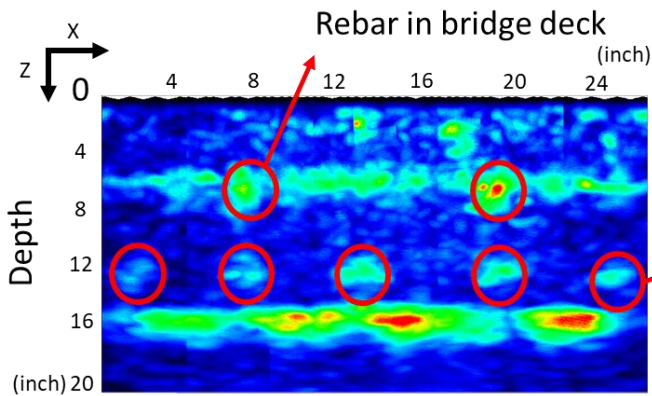 Rebar in bridge deck
X
(inch)
Z
0 4 8 12 16 20 24
4
8
12
16
(inch) 20
Depth